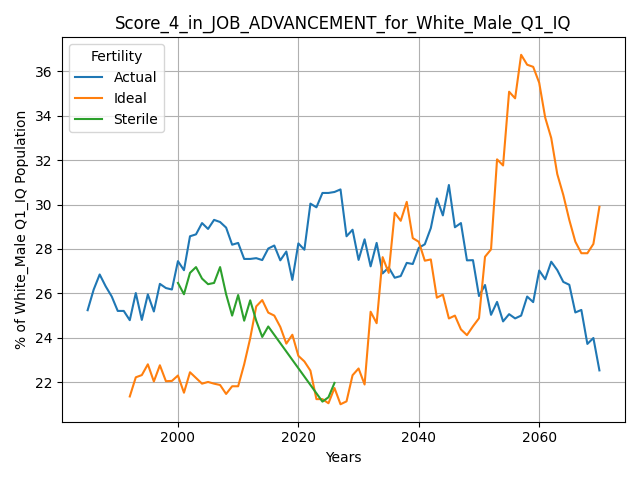 Score_4_in_JOB_ADVANCEMENT_for_White_Male_Q1_IQ
Fertility
Actual
Ideal
Sterile
% of White_Male Q1_IQ Population
36
34
32
30
28
26
24
22
2000
2020
2040
2060
Years